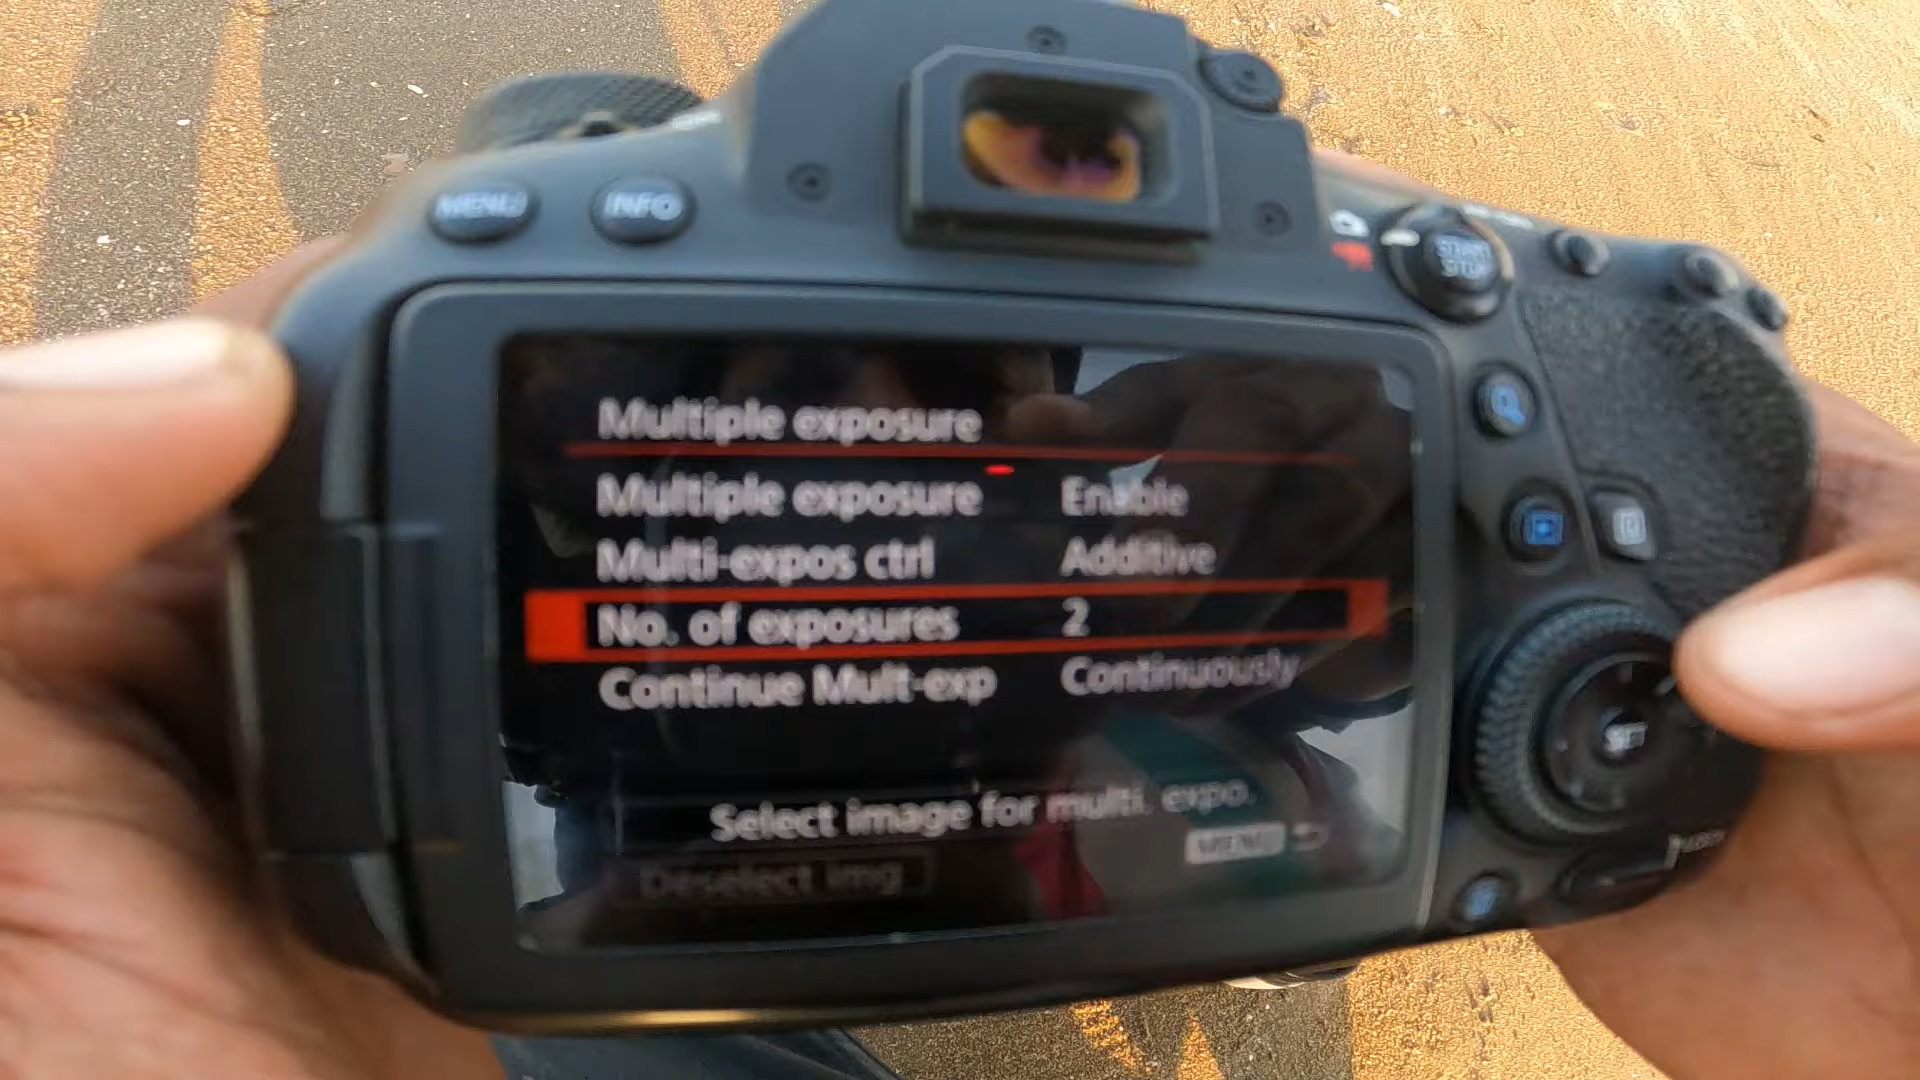 MENU
INFO
START
STOP
Multiple exposure
Multiple exposure Enable
Multi-expos ctrl Additive
No. of exposures 2
Continue Mult-exp Continuously
SET
Select image for multi. expo.
MENU
Deselect img